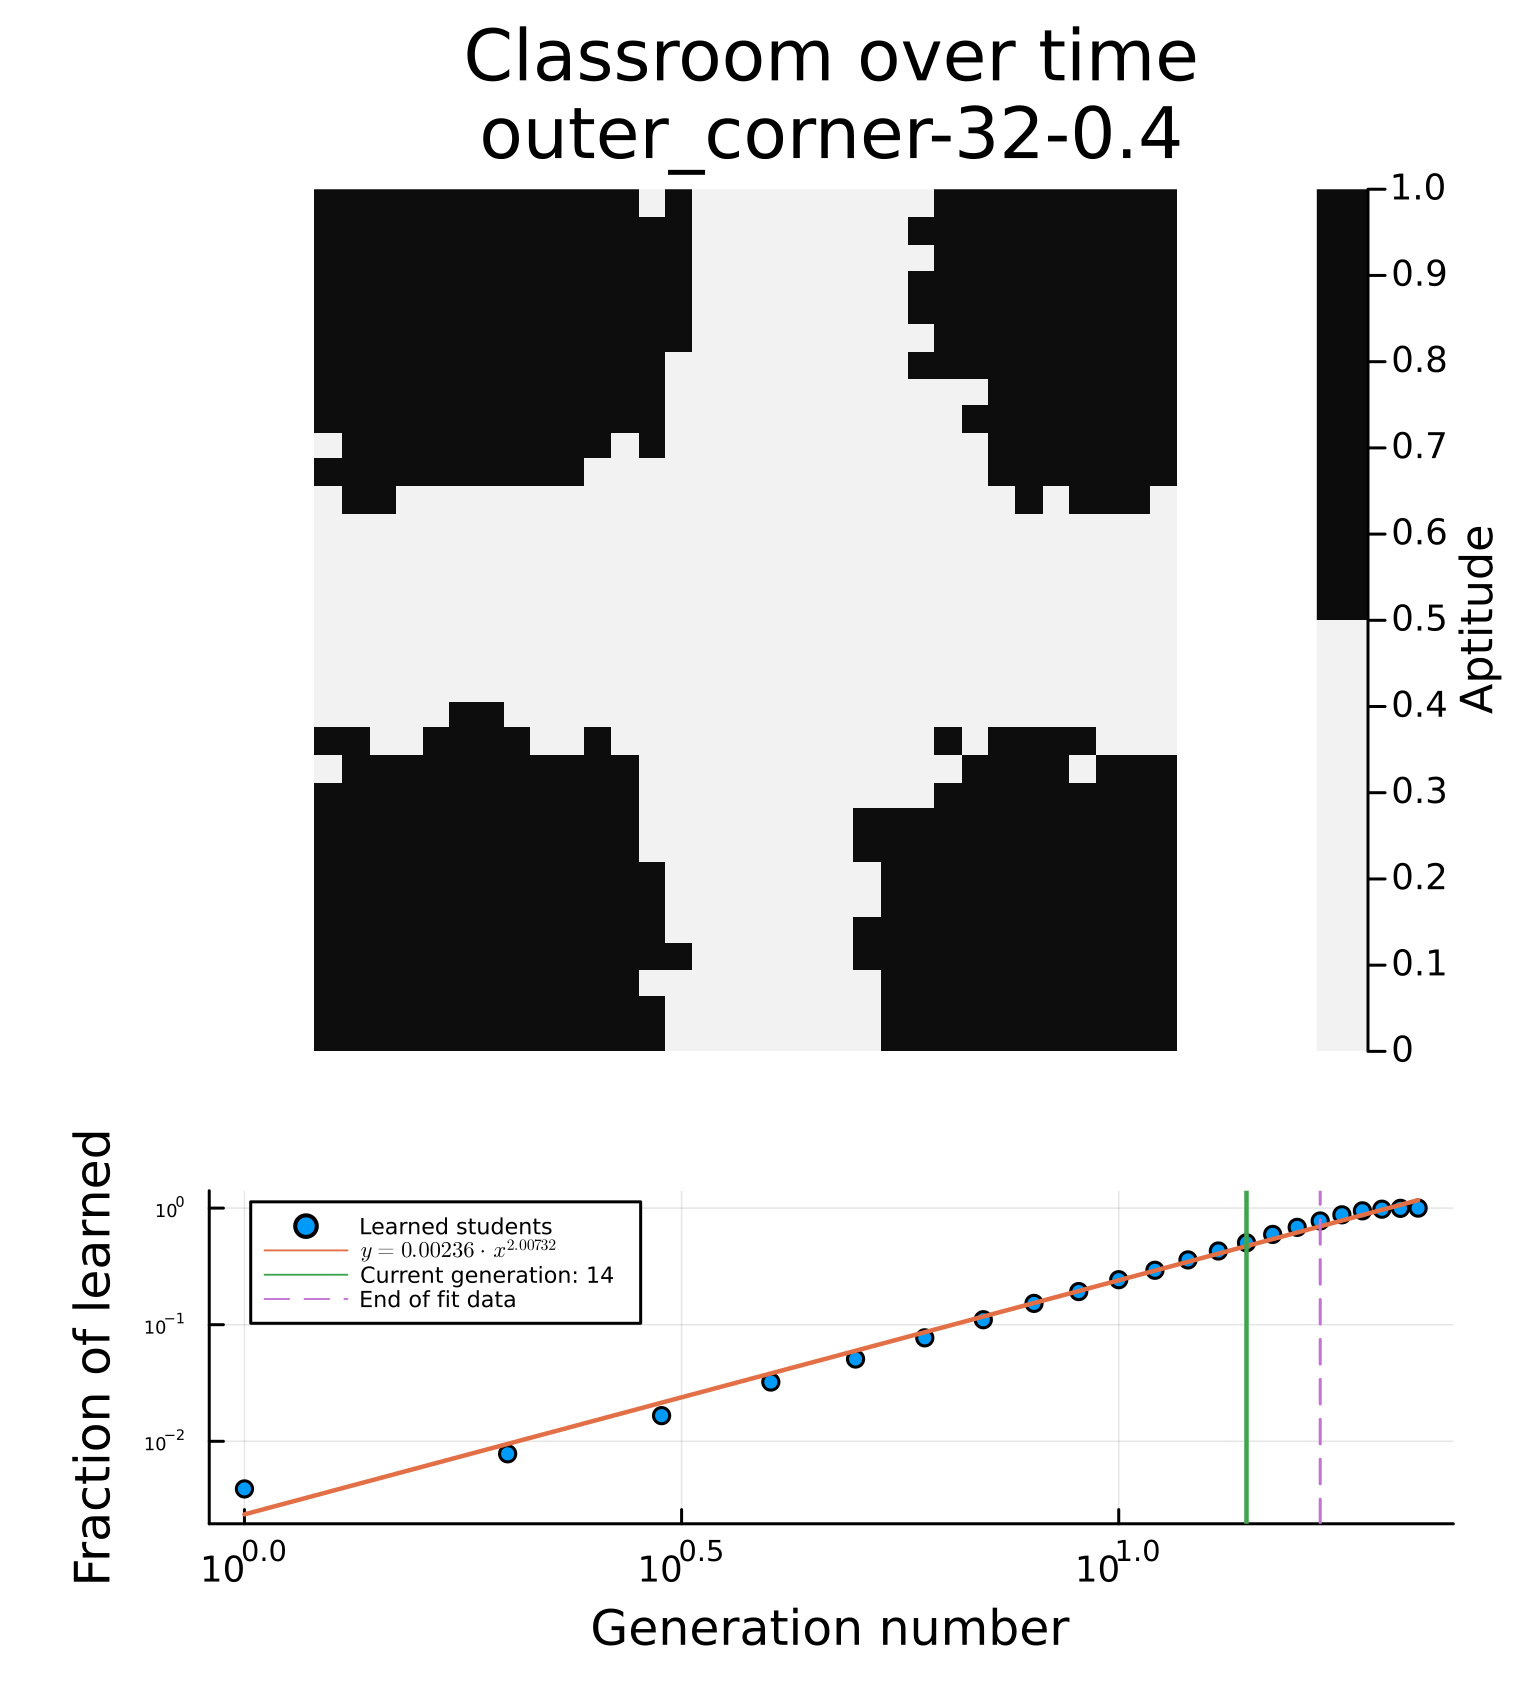 Classroom over time
outer_corner-32-0.4
1.0
0.9
0.8
0.7
0.6
0.5
0.4
0.3
0.2
0.1
0
Aptitude
Fraction of learned
10⁰
10⁻¹
10⁻²
Learned students
y = 0.00236 · x^2.00732
Current generation: 14
End of fit data
10^0.0
10^0.5
10^1.0
Generation number